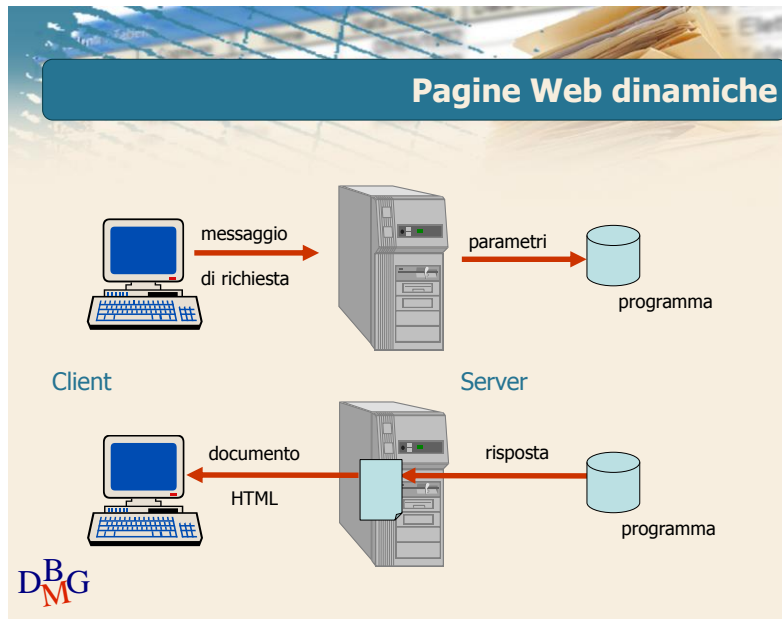 Pagine Web dinamiche
messaggio
di richiesta
parametri
programma
Client
Server
documento
HTML
risposta
programma
DBMG